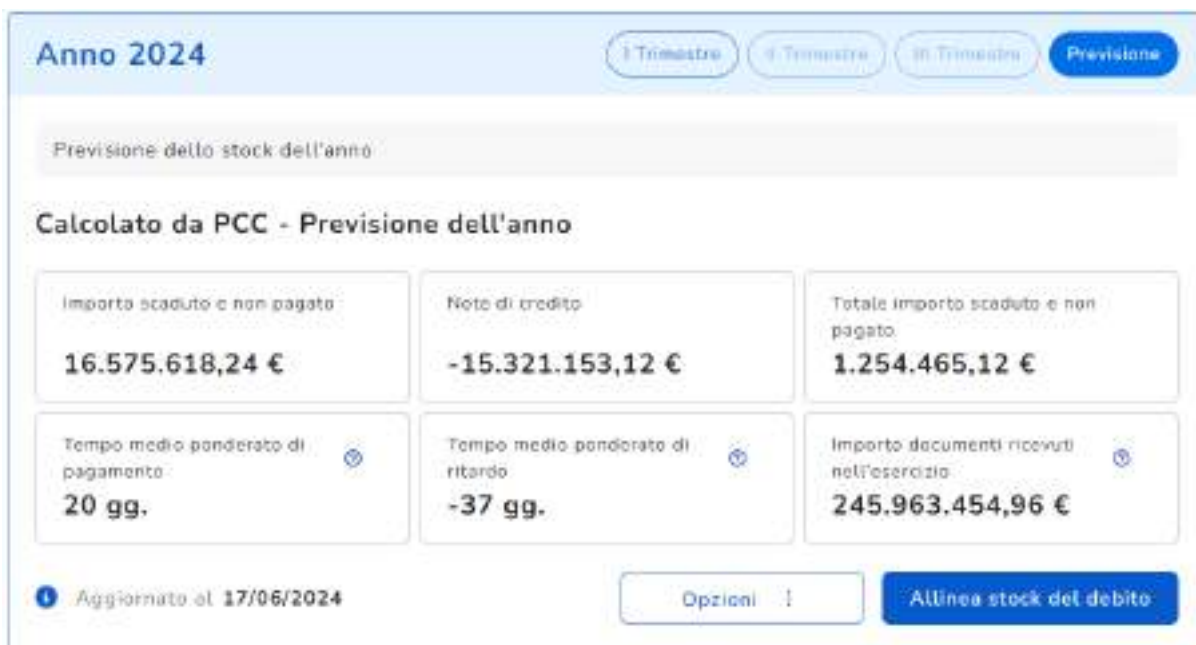 Anno 2024
I Trimestre
II Trimestre
III Trimestre
Previsione
Previsione dello stock dell'anno
Calcolato da PCC - Previsione dell'anno
Importo scaduto e non pagato
16.575.618,24 €
Note di credito
-15.321.153,12 €
Totale importo scaduto e non
pagato
1.254.465,12 €
Tempo medio ponderato di
pagamento
20 gg.
Tempo medio ponderato di
ritardo
-37 gg.
Importo documenti ricevuti
nell'esercizio
245.963.454,96 €
Aggiornato al 17/06/2024
Opzioni
Allinea stock del debito